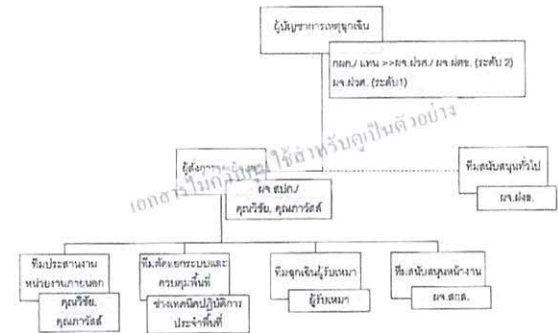 ผู้บัญชาการเหตุฉุกเฉิน
กผก./ แทน >>ผจ.ฝวศ./ ผจ.ฝตข. (ระดับ 2)
ผจ.ฝวศ. (ระดับ1)
เอกสารไม่ควบคุม ใช้สำหรับดูเป็นตัวอย่าง
ผู้สั่งการ
ผจ.สปก./
คุณวิชัย, คุณภาวัสส์
ทีมสนับสนุนทั่วไป
ผจ.ฝงธ.
ทีมประสานงาน
หน่วยงานภายนอก
คุณวิชัย,
คุณภาวัสส์
ทีมตัดแยกระบบและ
ควบคุมพื้นที่
ช่างเทคนิคปฏิบัติการ
ประจำพื้นที่
ทีมฉุกเฉินผู้รับเหมา
ผู้รับเหมา
ทีมสนับสนุนหน้างาน
ผจ.สกส.